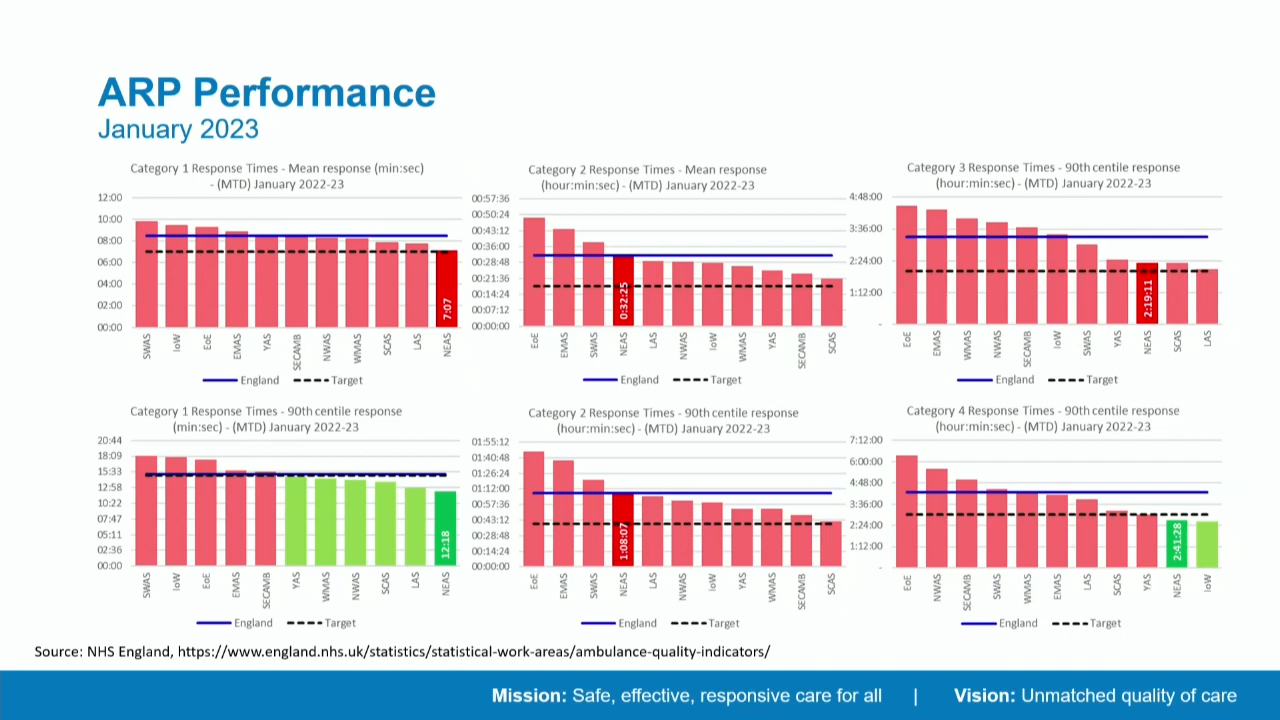 ARP Performance
January 2023
Category 1 Response Times - Mean response (min:sec)
- (MTD) January 2022-23
12:00
10:00
08:00
06:00
04:00
02:00
00:00
7:07
SWAS
IoW
EoE
EMAS
YAS
SECAMB
NWAS
WMAS
SCAS
LAS
NEAS
England
Target
Category 2 Response Times - Mean response
(hour:min:sec) - (MTD) January 2022-23
00:57:36
00:50:24
00:43:12
00:36:00
00:28:48
00:21:36
00:14:24
00:07:12
00:00:00
0:32:25
EoE
EMAS
SWAS
NEAS
LAS
NWAS
IoW
WMAS
YAS
SECAMB
SCAS
England
Target
Category 3 Response Times - 90th centile response
(hour:min:sec) - (MTD) January 2022-23
4:48:00
3:36:00
2:24:00
1:12:00
-
2:19:11
EoE
EMAS
WMAS
NWAS
SECAMB
IoW
SWAS
YAS
NEAS
SCAS
LAS
England
Target
Category 1 Response Times - 90th centile response
(min:sec) - (MTD) January 2022-23
20:44
18:09
15:33
12:58
10:22
07:47
05:11
02:36
00:00
12:18
SWAS
IoW
EoE
EMAS
SECAMB
YAS
WMAS
NWAS
SCAS
LAS
NEAS
England
Target
Category 2 Response Times - 90th centile response
(hour:min:sec) - (MTD) January 2022-23
01:55:12
01:40:48
01:26:24
01:12:00
00:57:36
00:43:12
00:28:48
00:14:24
00:00:00
1:08:07
EoE
EMAS
SWAS
NEAS
LAS
NWAS
IoW
YAS
WMAS
SECAMB
SCAS
England
Target
Category 4 Response Times - 90th centile response
(hour:min:sec) - (MTD) January 2022-23
7:12:00
6:00:00
4:48:00
3:36:00
2:24:00
1:12:00
-
2:41:28
EoE
NWAS
SECAMB
SWAS
WMAS
EMAS
LAS
SCAS
YAS
NEAS
IoW
England
Target
Source: NHS England, https://www.england.nhs.uk/statistics/statistical-work-areas/ambulance-quality-indicators/
Mission: Safe, effective, responsive care for all | Vision: Unmatched quality of care